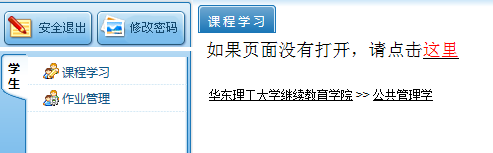 安全退出 修改密码
学生
课程学习
作业管理
课程学习
如果页面没有打开，请点击这里
华东理工大学继续教育学院 >> 公共管理学